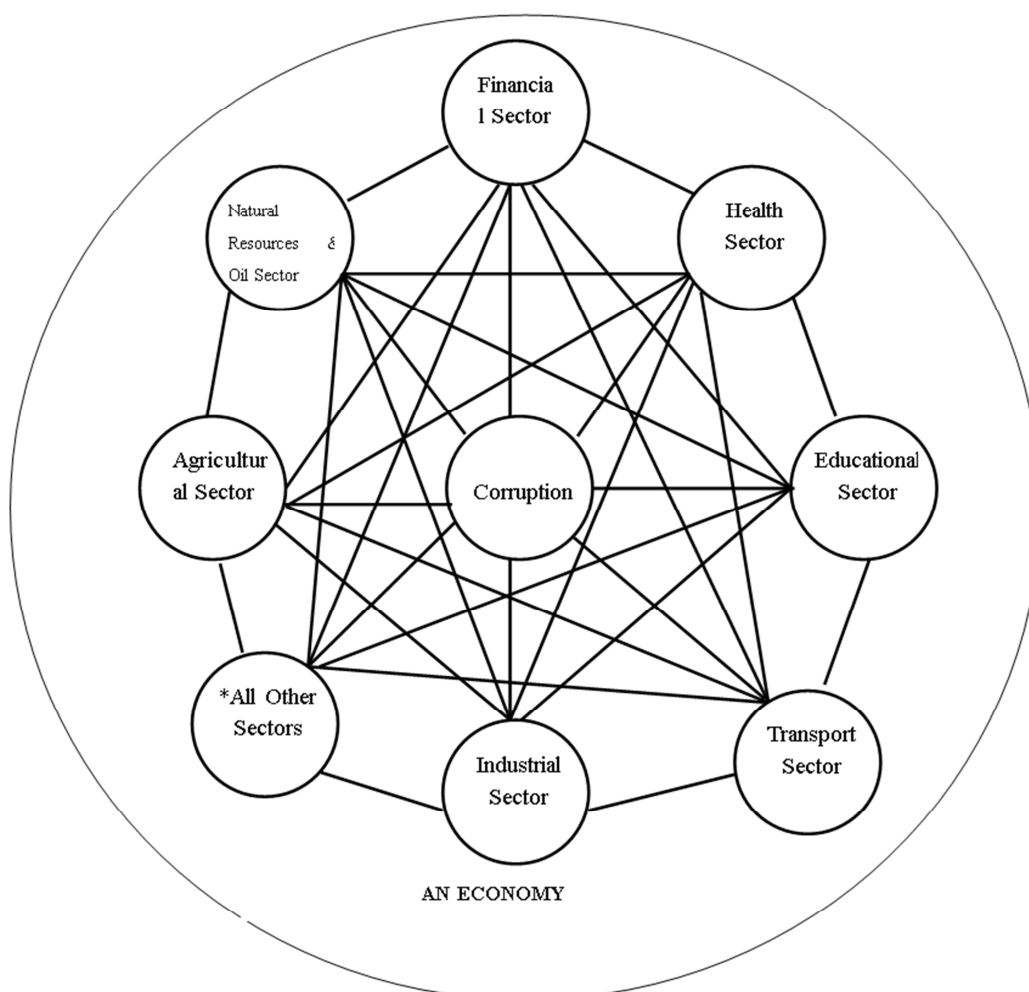 Financia
l Sector
Health
Sector
Natural
Resources &
Oil Sector
Agricultur
al Sector
Corruption
Educational
Sector
*All Other
Sectors
Industrial
Sector
Transport
Sector
AN ECONOMY